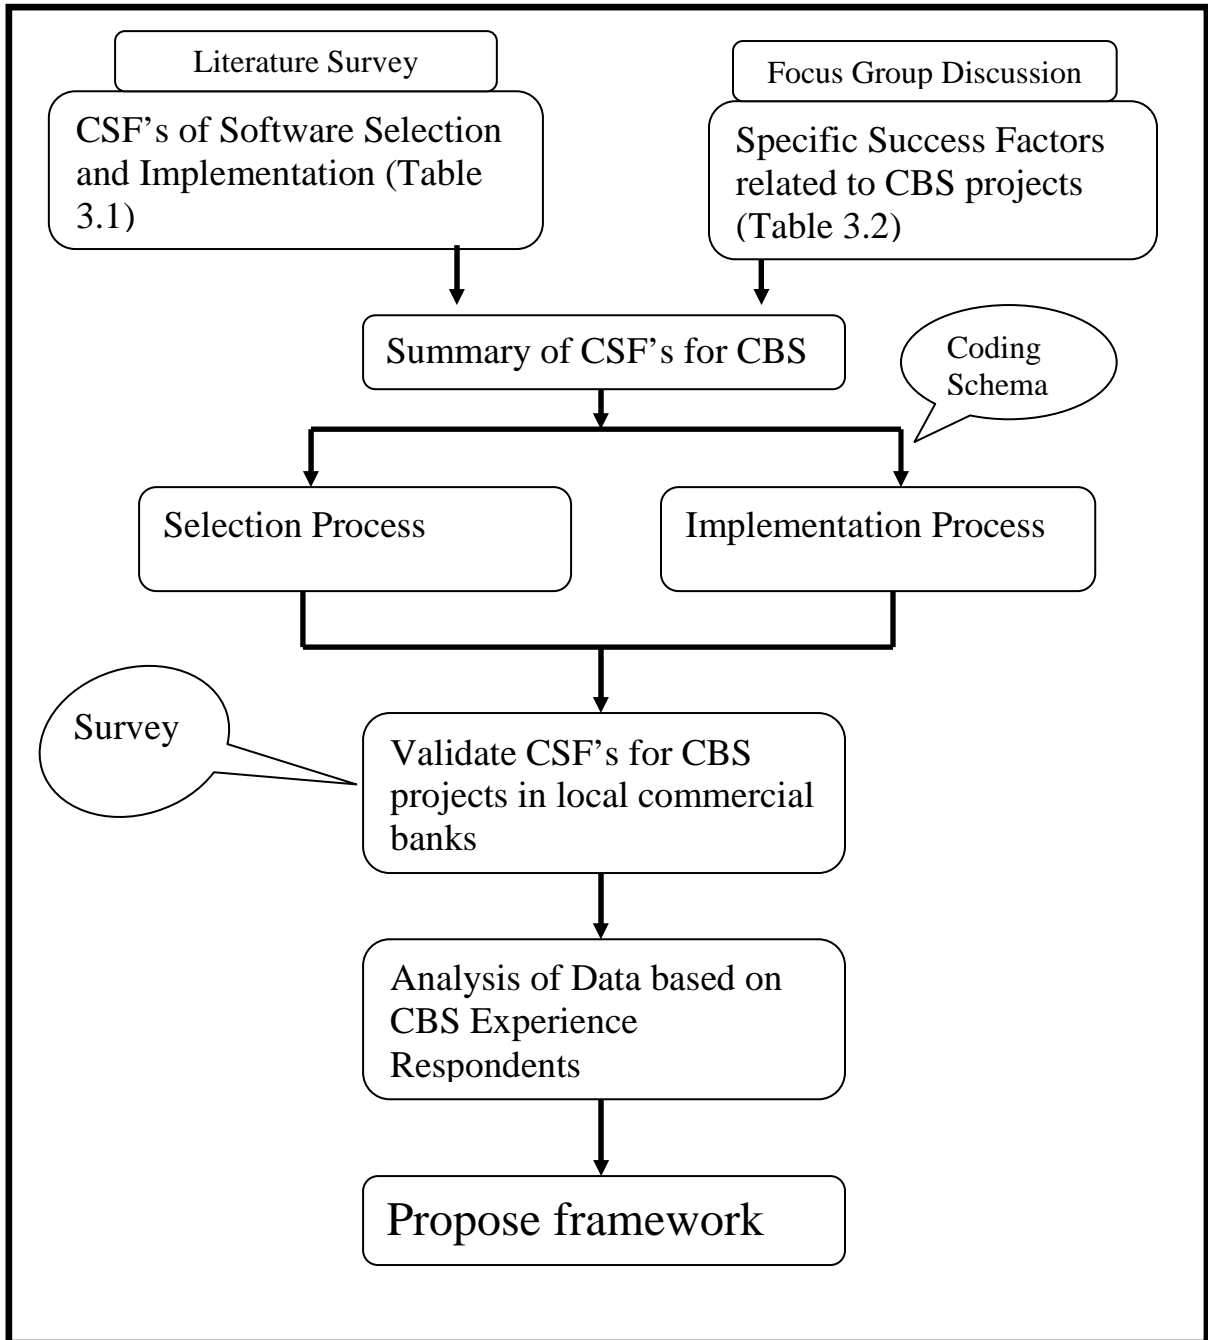 Literature Survey
CSF’s of Software Selection
and Implementation (Table
3.1)
Focus Group Discussion
Specific Success Factors
related to CBS projects
(Table 3.2)
Summary of CSF’s for CBS
Coding
Schema
Selection Process
Implementation Process
Survey
Validate CSF’s for CBS
projects in local commercial
banks
Analysis of Data based on
CBS Experience
Respondents
Propose framework